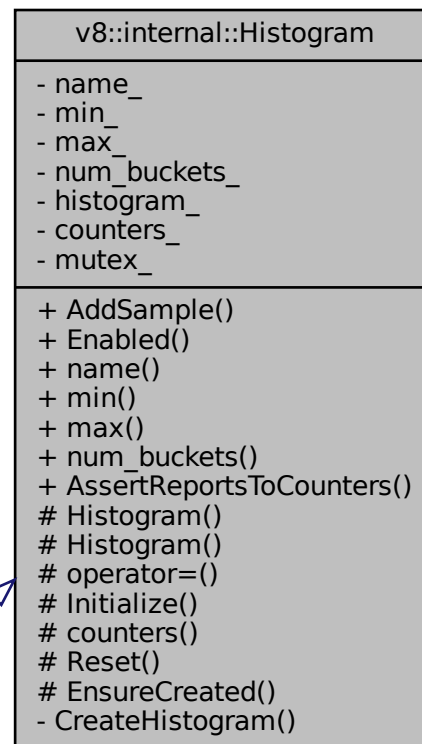 v8::internal::Histogram
- name_
- min_
- max_
- num_buckets_
- histogram_
- counters_
- mutex_
+ AddSample()
+ Enabled()
+ name()
+ min()
+ max()
+ num_buckets()
+ AssertReportsToCounters()
# Histogram()
# Histogram()
# operator=()
# Initialize()
# counters()
# Reset()
# EnsureCreated()
- CreateHistogram()